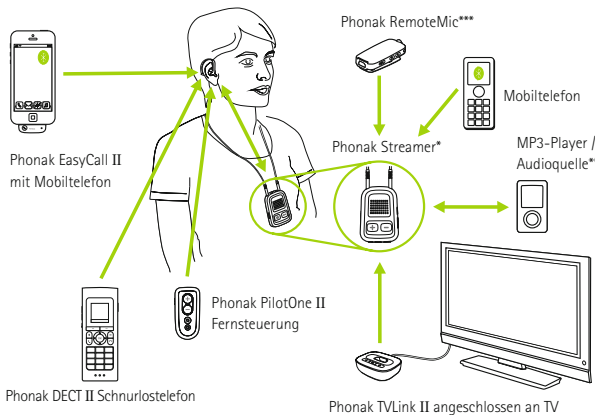 Phonak RemoteMic***
Mobiltelefon
Phonak Streamer*
MP3-Player /
Audioquelle**
Phonak EasyCall II
mit Mobiltelefon
Phonak PilotOne II
Fernsteuerung
Phonak DECT II Schnurlostelefon
Phonak TVLink II angeschlossen an TV